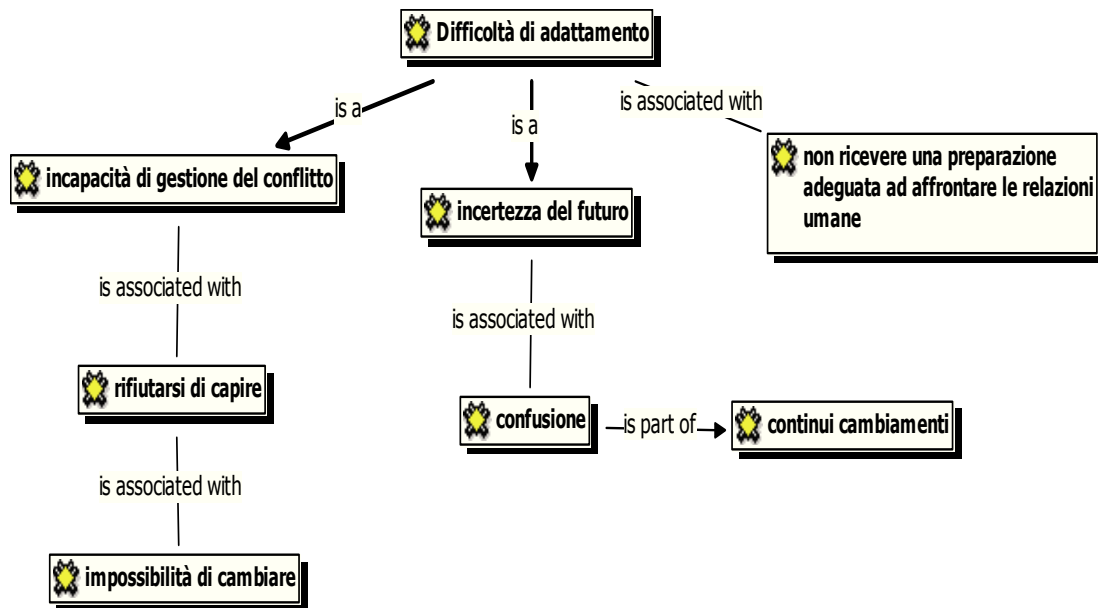 Difficoltà di adattamento
is a
is a
is associated with
incapacità di gestione del conflitto
incertezza del futuro
non ricevere una preparazione
adeguata ad affrontare le relazioni
umane
is associated with
is associated with
rifiutarsi di capire
confusione
is part of
continui cambiamenti
is associated with
impossibilità di cambiare